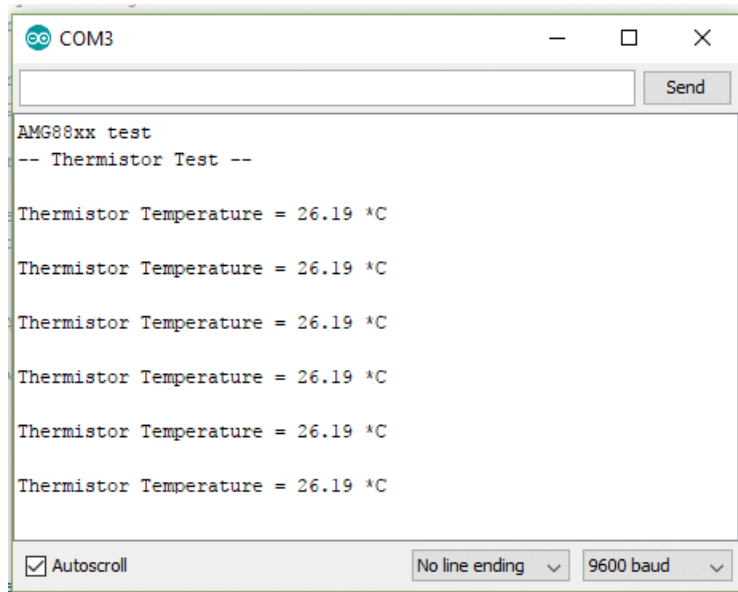 COM3
Send
AMG88xx test
-- Thermistor Test --
Thermistor Temperature = 26.19 *C
Thermistor Temperature = 26.19 *C
Thermistor Temperature = 26.19 *C
Thermistor Temperature = 26.19 *C
Thermistor Temperature = 26.19 *C
Thermistor Temperature = 26.19 *C
Autoscroll No line ending 9600 baud